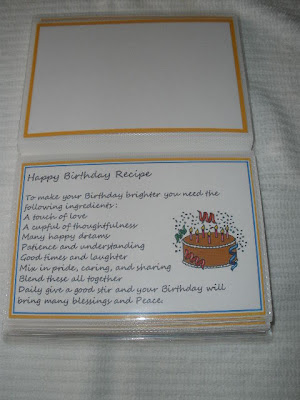 Happy Birthday Recipe
To make your Birthday brighter you need the
following ingredients :
A touch of love
A cupful of thoughtfulness
Many happy dreams
Patience and understanding
Good times and laughter
Mix in pride, caring, and sharing
Blend these all together
Daily give a good stir and your Birthday will
bring many blessings and Peace.